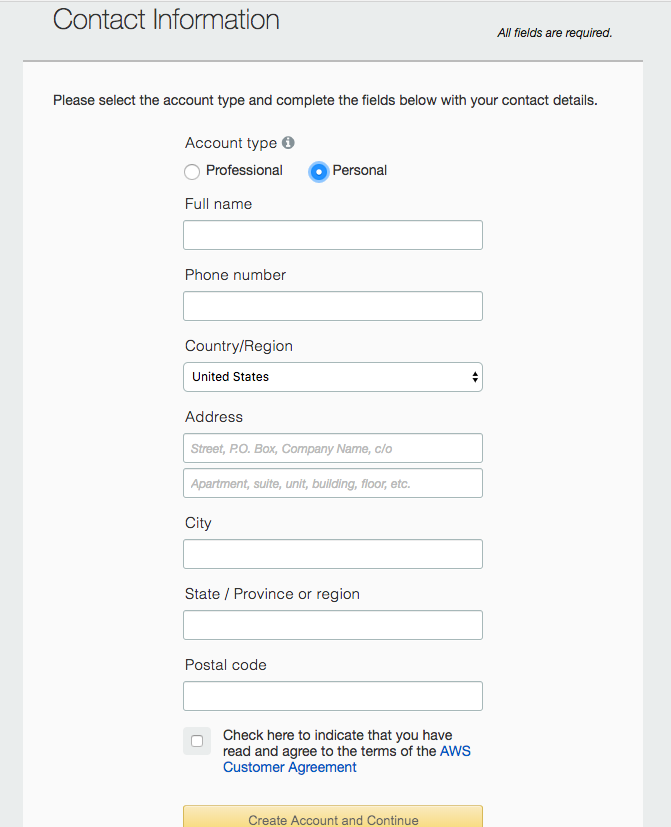 Contact Information
All fields are required.
Please select the account type and complete the fields below with your contact details.
Account type
Professional Personal
Full name
Phone number
Country/Region
United States
Address
Street, P.O. Box, Company Name, c/o
Apartment, suite, unit, building, floor, etc.
City
State / Province or region
Postal code
Check here to indicate that you have
read and agree to the terms of the AWS
Customer Agreement
Create Account and Continue